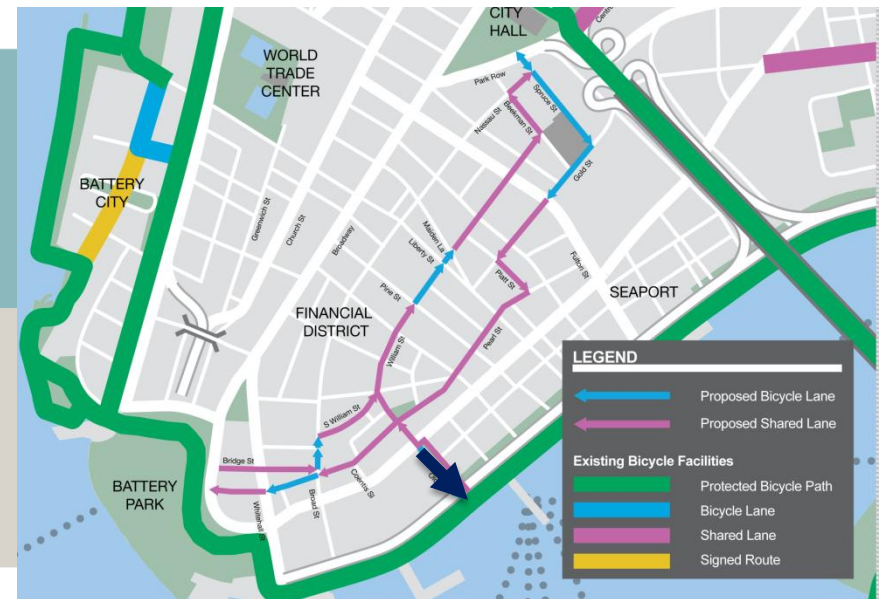 CITY
HALL
Centre
WORLD
TRADE
CENTER
Park Row
Spruce St
Nassau St
Beekman St
Gold St
BATTERY
CITY
Greenwich St
Church St
Broadway
Maiden La
Liberty St
Fulton St
Platt St
Pine St
SEAPORT
FINANCIAL
DISTRICT
William St
Pearl St
S William St
Bridge St
Coenties St
Broad St
Whitehall St
BATTERY
PARK
LEGEND
Proposed Bicycle Lane
Proposed Shared Lane
Existing Bicycle Facilities
Protected Bicycle Path
Bicycle Lane
Shared Lane
Signed Route